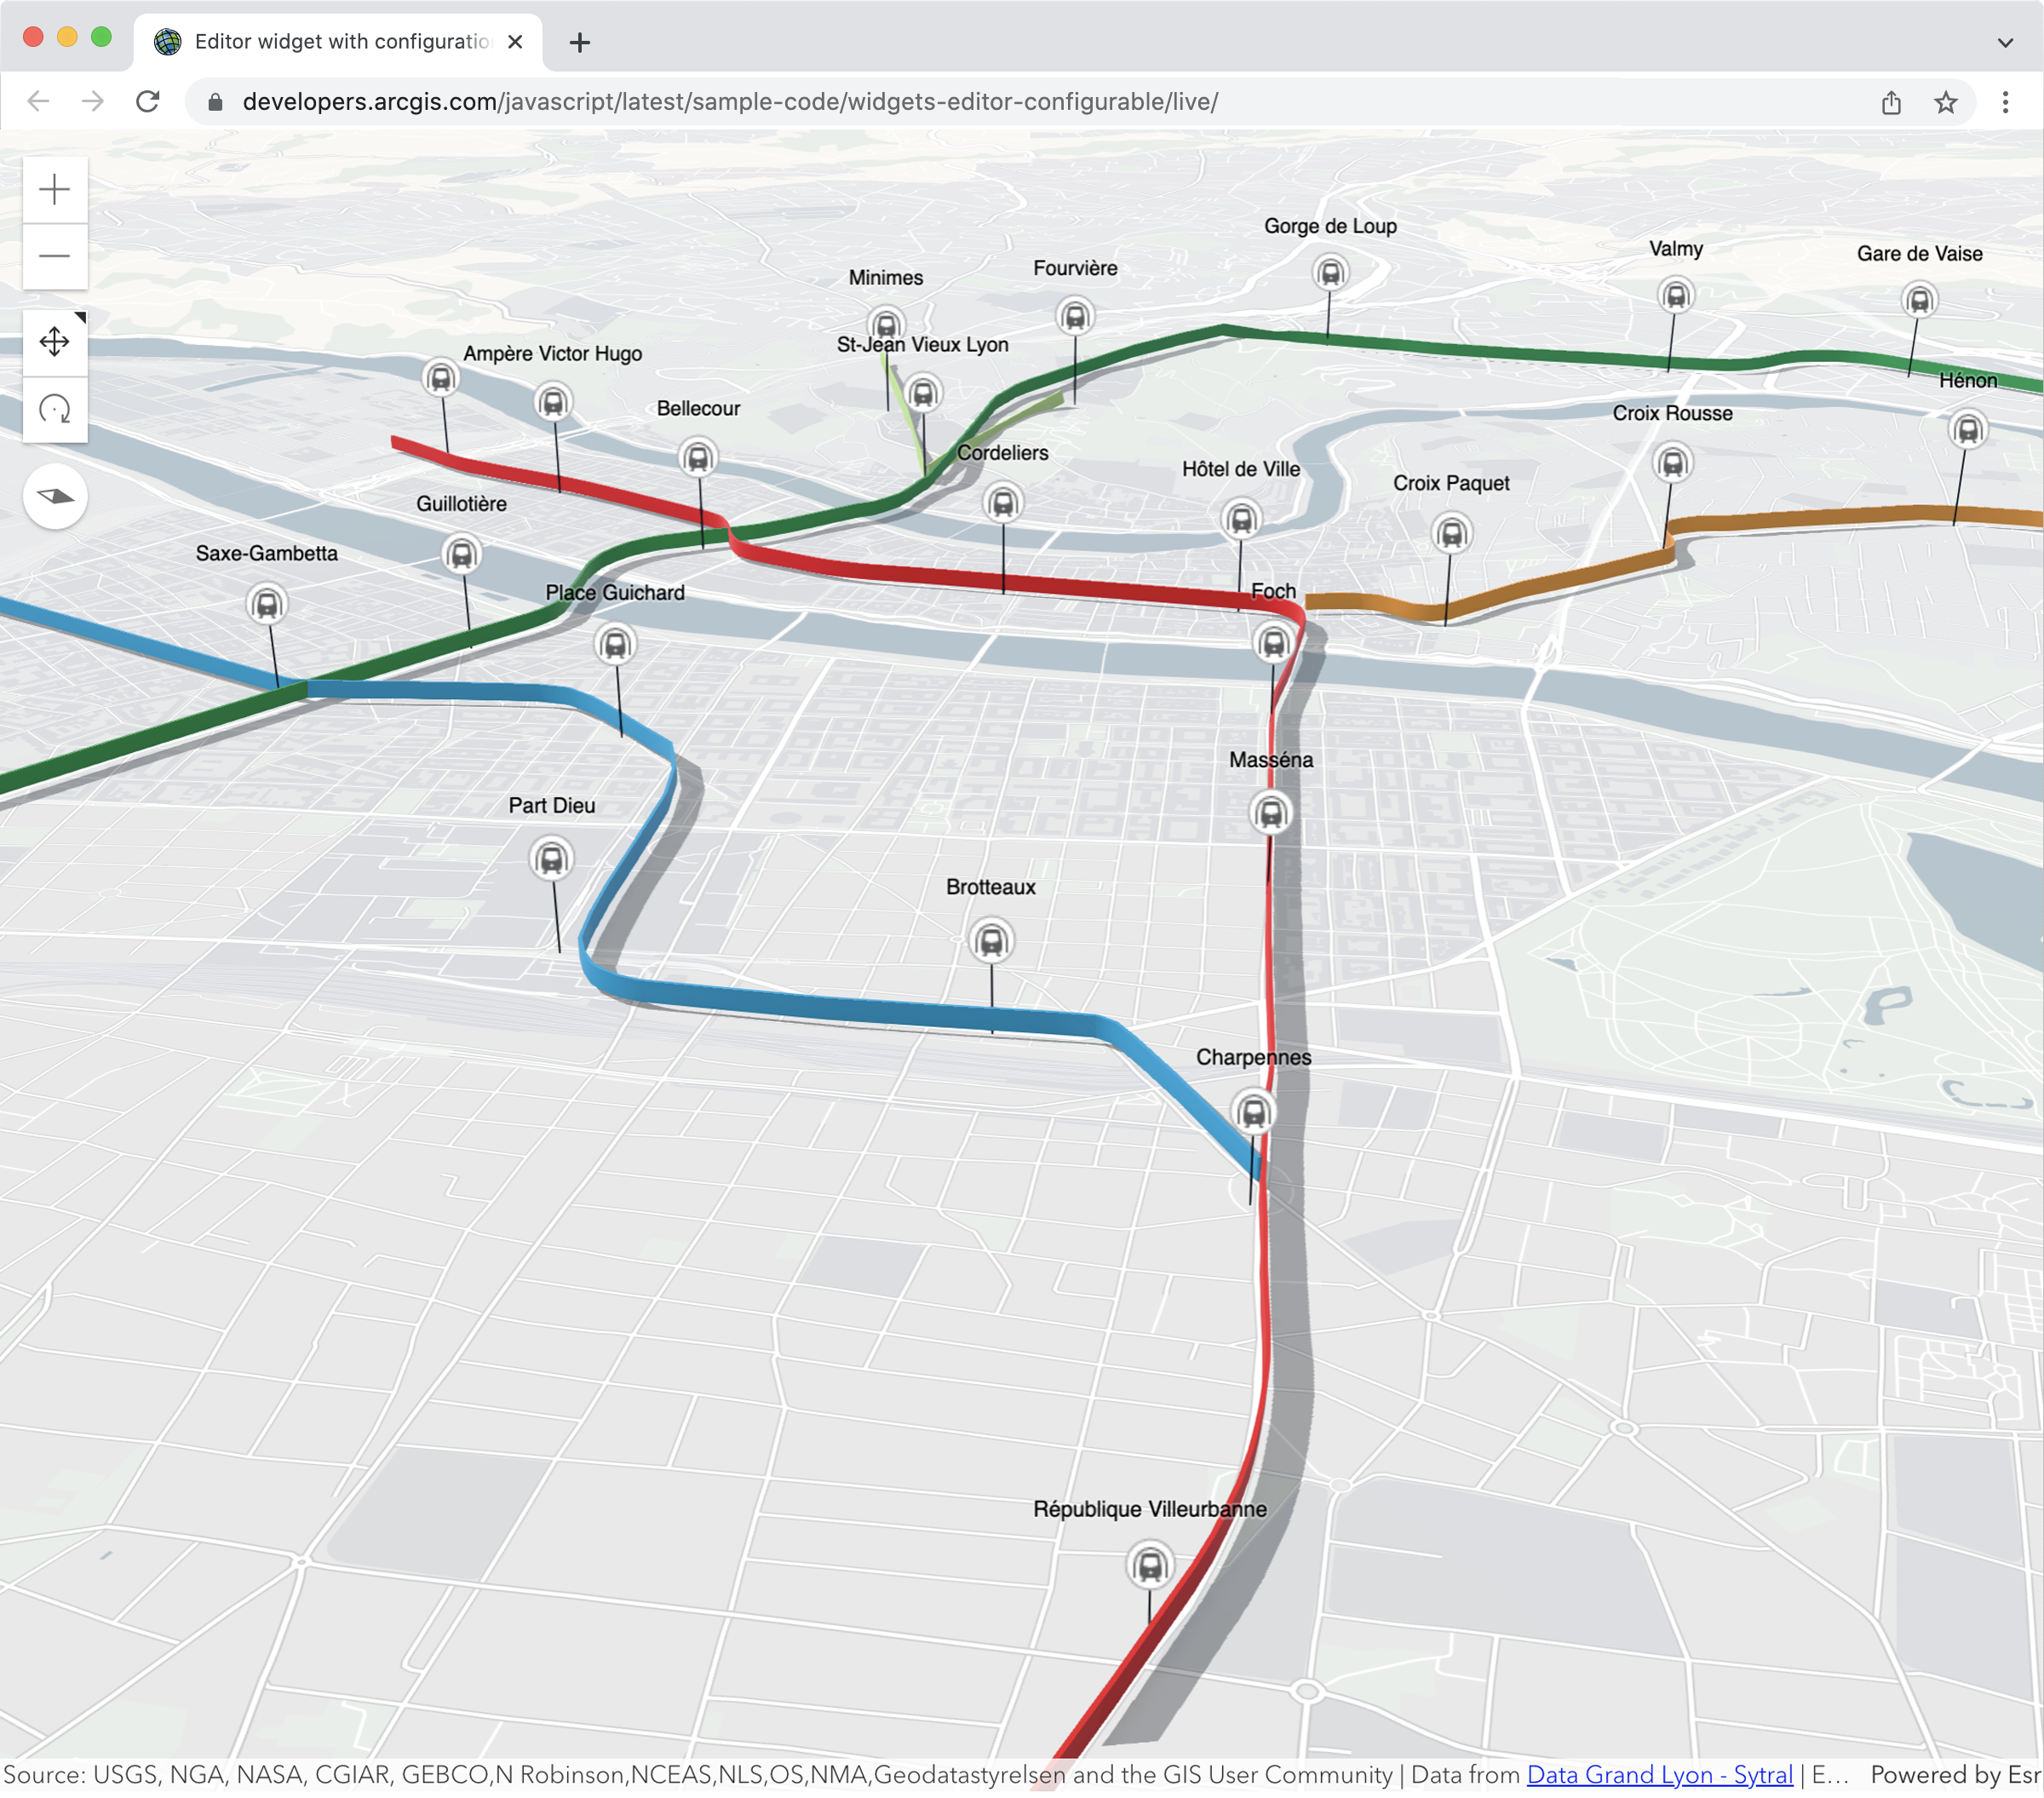 Editor widget with configuratio
developers.arcgis.com/javascript/latest/sample-code/widgets-editor-configurable/live/
Gorge de Loup
Valmy
Gare de Vaise
Minimes
Fourvière
St-Jean Vieux Lyon
Ampère Victor Hugo
Hénon
Bellecour
Croix Rousse
Cordeliers
Hôtel de Ville
Croix Paquet
Guillotière
Saxe-Gambetta
Place Guichard
Foch
Masséna
Part Dieu
Brotteaux
Charpennes
République Villeurbanne
Source: USGS, NGA, NASA, CGIAR, GEBCO,N Robinson,NCEAS,NLS,OS,NMA,Geodatastyrelsen and the GIS User Community | Data from Data Grand Lyon - Sytral | E... Powered by Esr